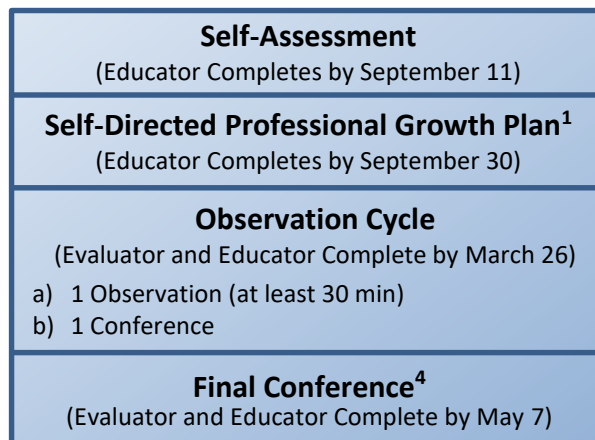 Self-Assessment
(Educator Completes by September 11)
Self-Directed Professional Growth Plan¹
(Educator Completes by September 30)
Observation Cycle
(Evaluator and Educator Complete by March 26)
a) 1 Observation (at least 30 min)
b) 1 Conference
Final Conference⁴
(Evaluator and Educator Complete by May 7)